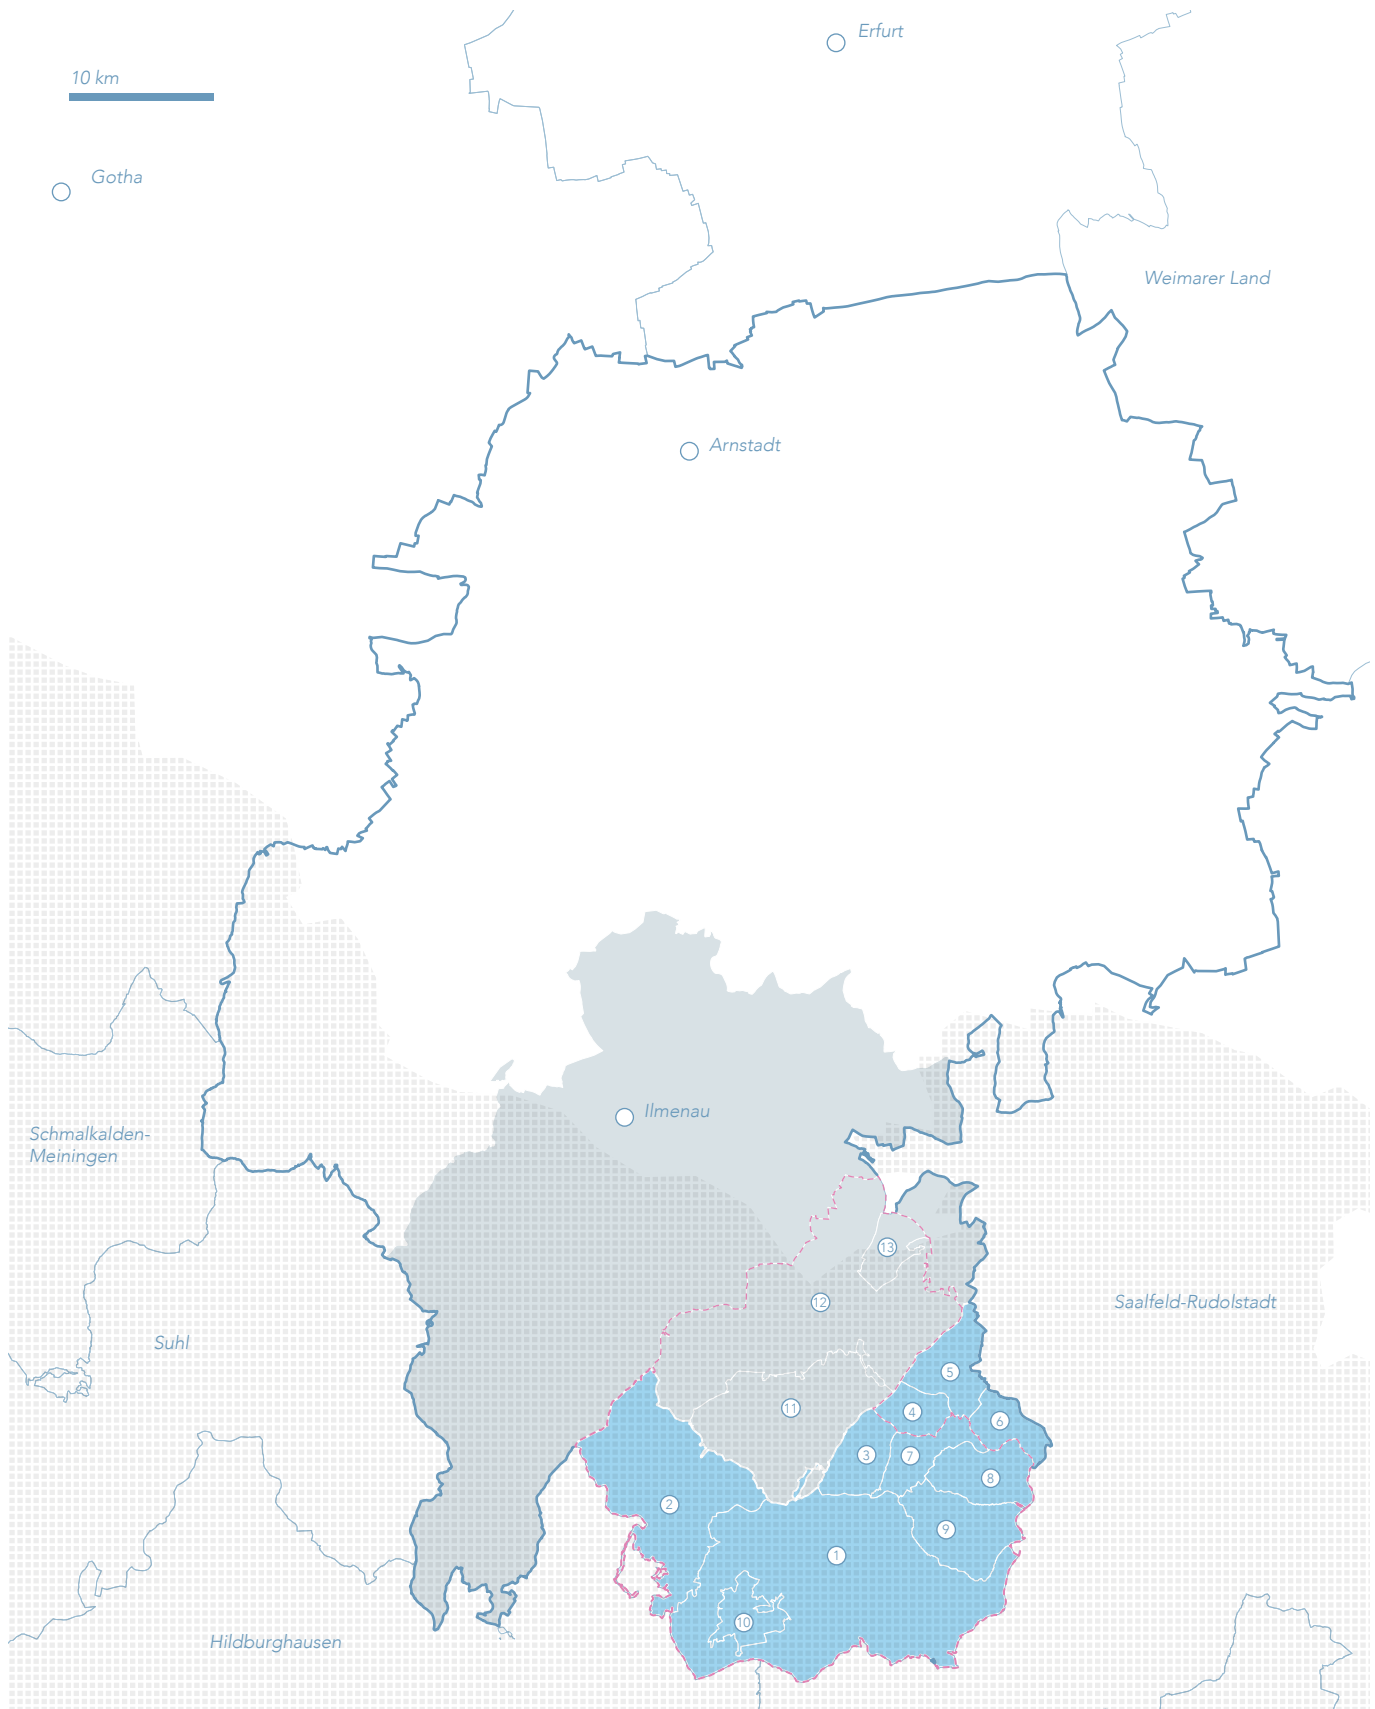 Erfurt
10 km
Gotha
Weimarer Land
Arnstadt
Ilmenau
Schmalkalden-
Meiningen
13
12
Saalfeld-Rudolstadt
Suhl
5
11
4
6
3
7
8
2
9
1
10
Hildburghausen